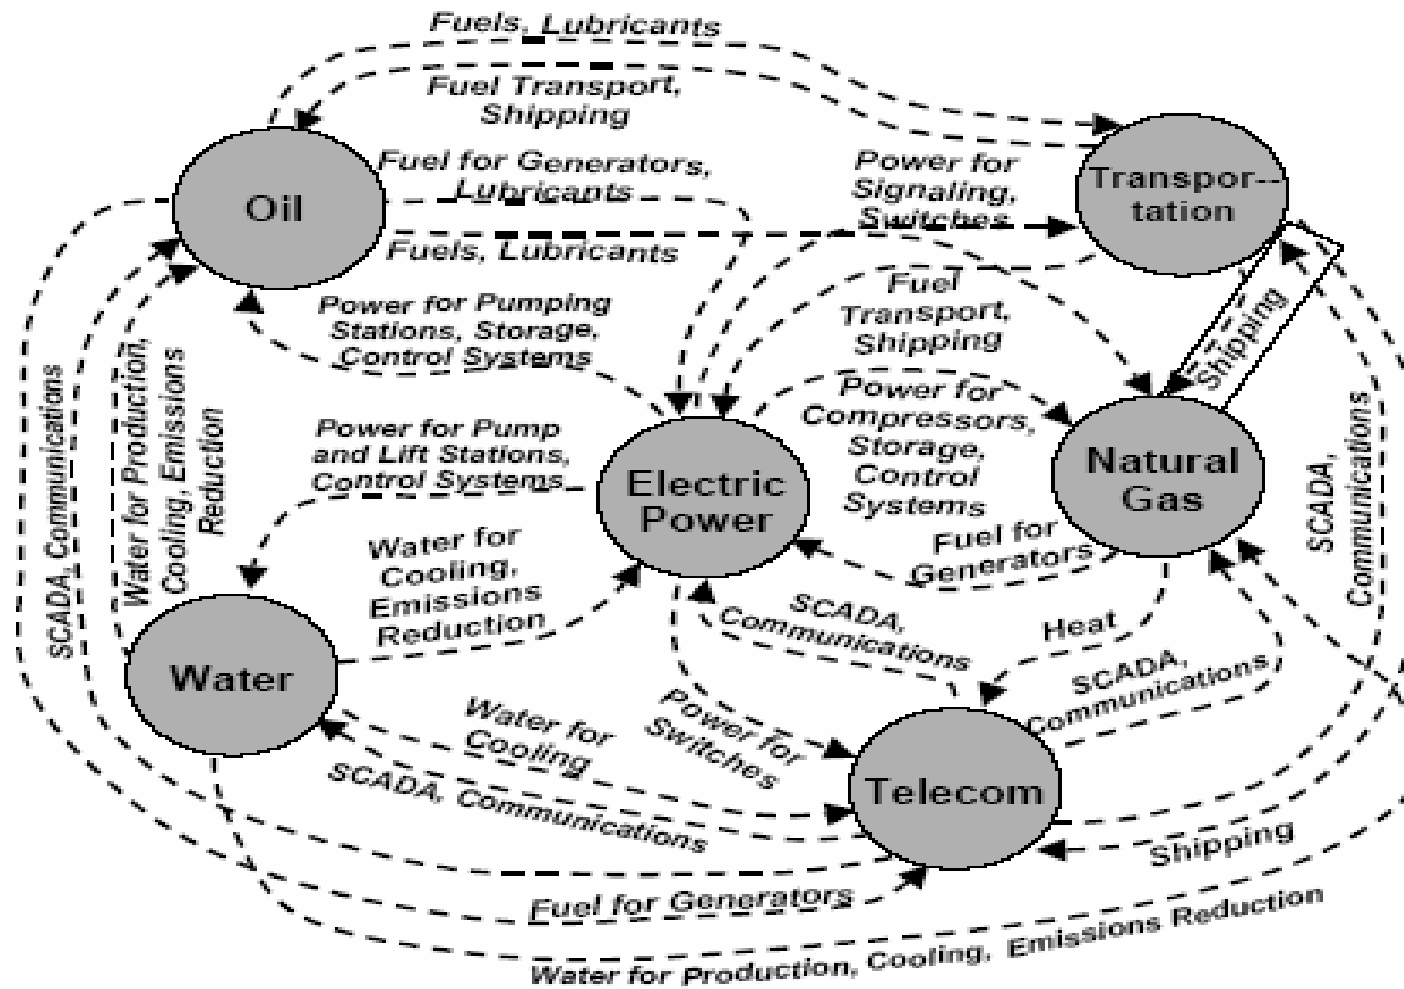 Fuels, Lubricants
Fuel Transport,
Shipping
Oil
Fuel for Generators,
Lubricants
Fuels, Lubricants
Power for
Signaling,
Switches
Transpor--
tation
Fuel
Transport,
Shipping
Shipping
Power for Pumping
Stations, Storage,
Control Systems
Power for
Compressors,
Storage,
Control
Systems
SCADA, Communications
Water for Production,
Cooling, Emissions
Reduction
Power for Pump
and Lift Stations,
Control Systems
Electric
Power
Natural
Gas
SCADA,
Communications
Water for
Cooling,
Emissions
Reduction
Fuel for
Generators
SCADA,
Communications
Heat
SCADA,
Communications
Water
Water for
Cooling
Power for
Switches
SCADA, Communications
Telecom
Shipping
Fuel for Generators
Water for Production, Cooling, Emissions Reduction